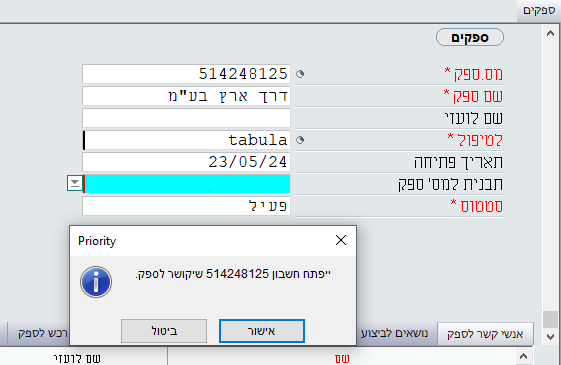 ספקים
ספקים
מס.ספק * 514248125
שם ספק * דרך ארץ בע"מ
שם לועזי
לטיפול * tabula
תאריך פתיחה 23/05/24
תבנית למס' ספק
סטטוס * פעיל
Priority
ייפתח חשבון 514248125 שיקושר לספק.
אישור ביטול
אנשי קשר לספק נושאים לביצוע רכש לספק
שם שם לועזי